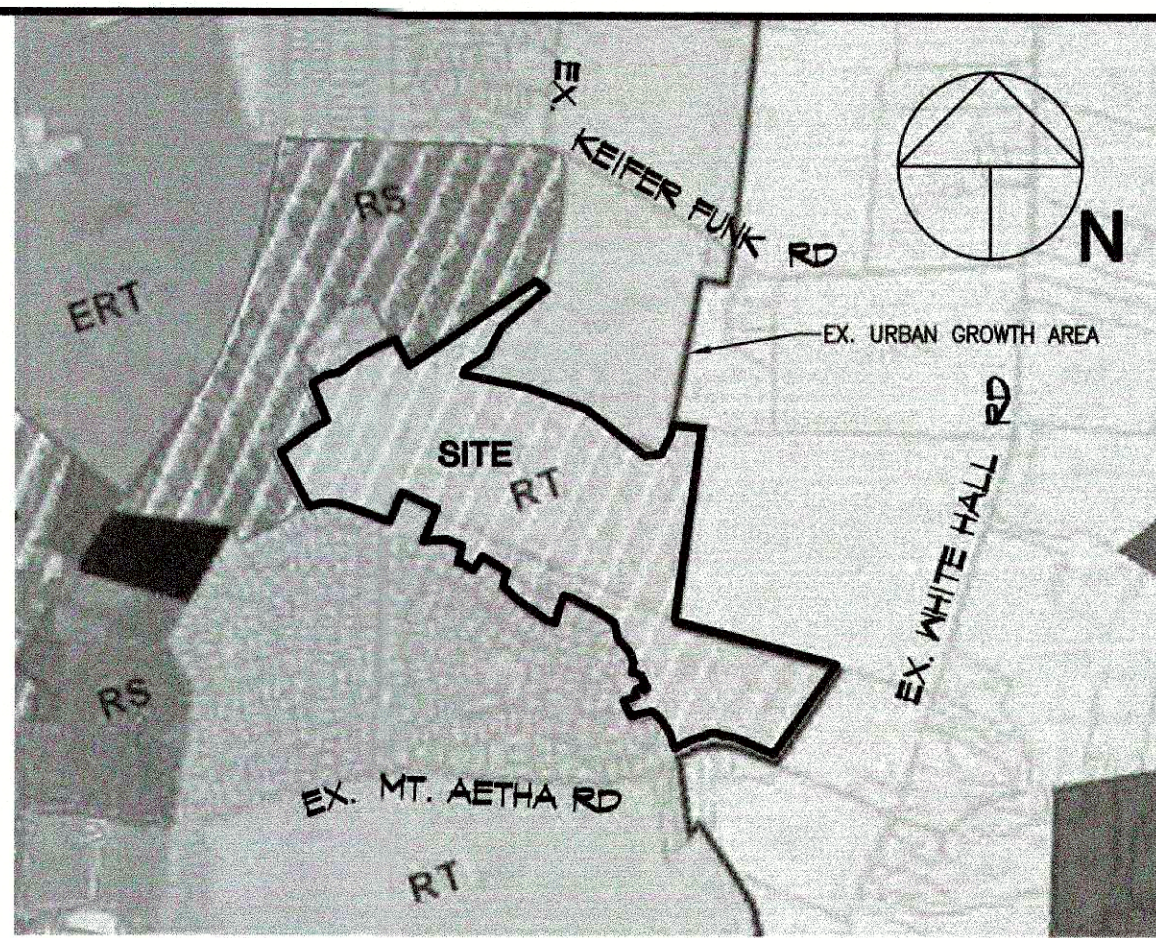 EX.
KEIFER FUNK RD
N
RS
ERT
EX. URBAN GROWTH AREA
SITE
RT
EX. WHITE HALL RD
RS
EX. MT. AETHA RD
RT